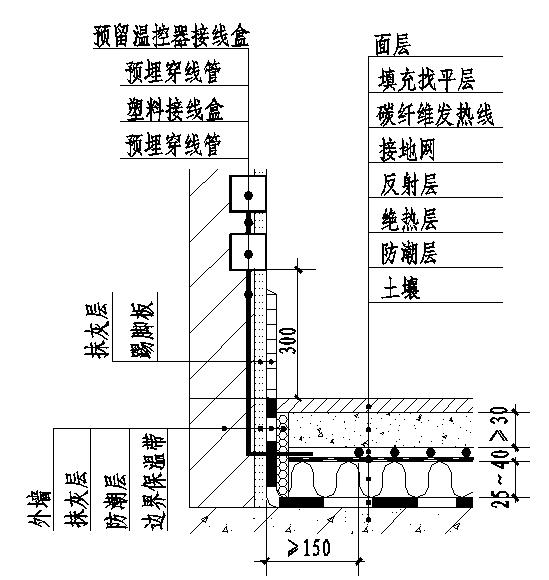 预留温控器接线盒
预埋穿线管
塑料接线盒
预埋穿线管
面层
填充找平层
碳纤维发热线
接地网
反射层
绝热层
防潮层
土壤
抹灰层
踢脚板
300
外墙
抹灰层
防潮层
边界保温带
≥30
25~40
≥150